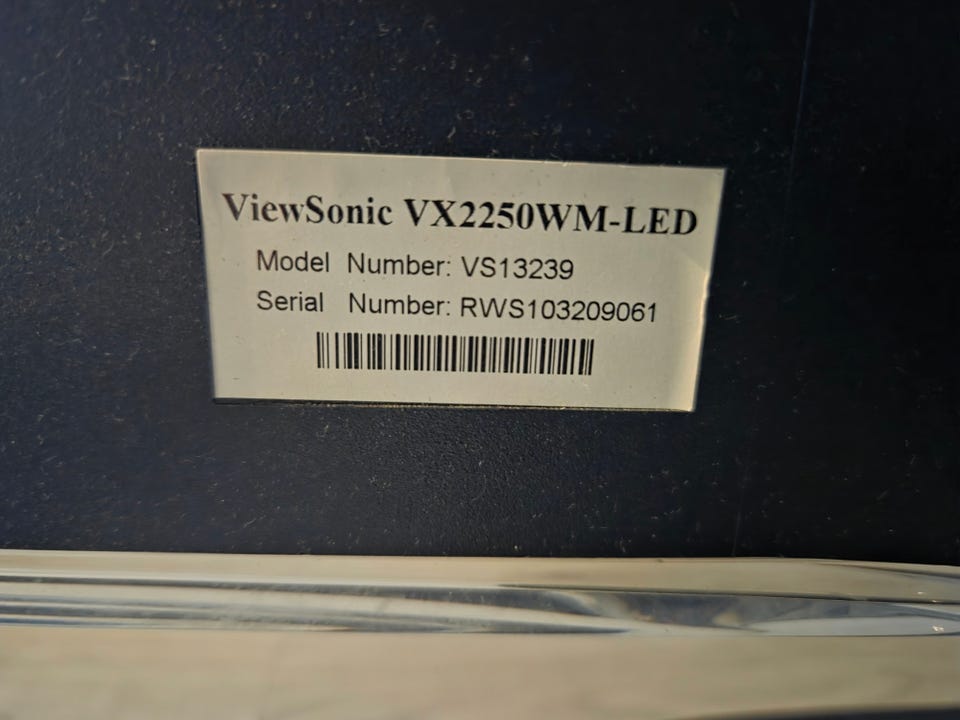 ViewSonic VX2250WM-LED
Model Number: VS13239
Serial Number: RWS103209061